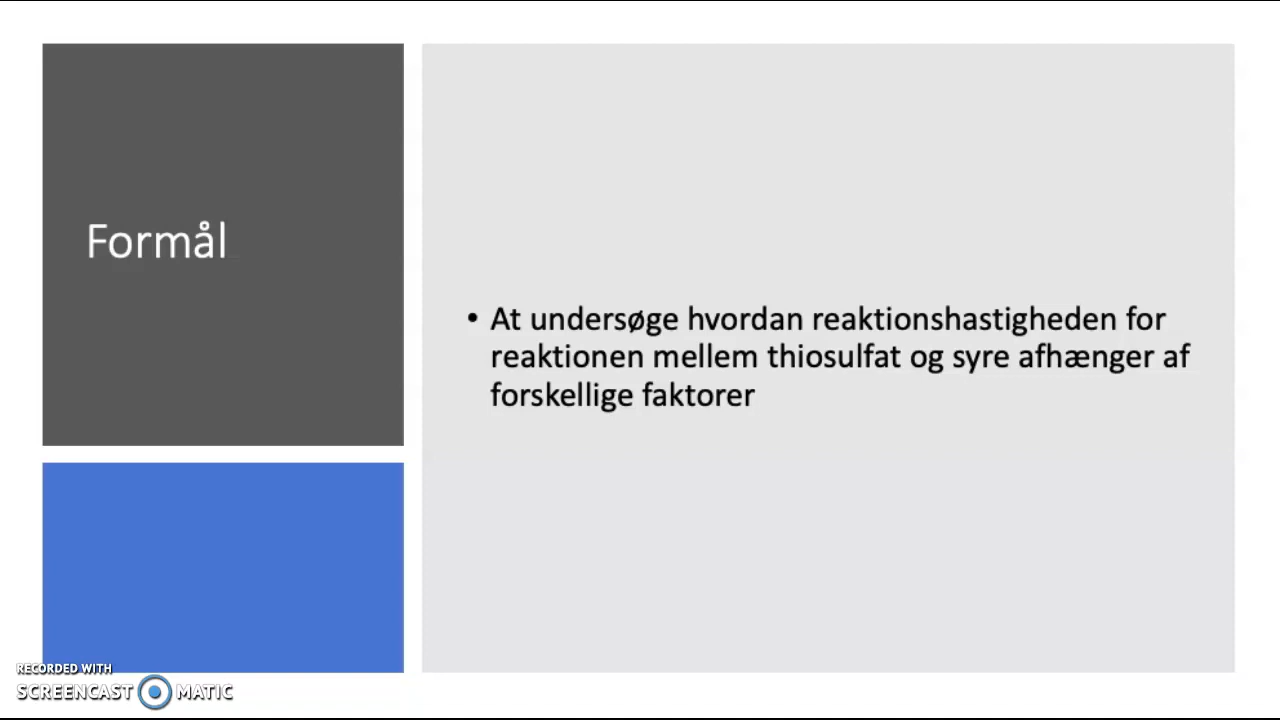 Formål
• At undersøge hvordan reaktionshastigheden for
reaktionen mellem thiosulfat og syre afhænger af
forskellige faktorer
RECORDED WITH
SCREENCAST MATIC